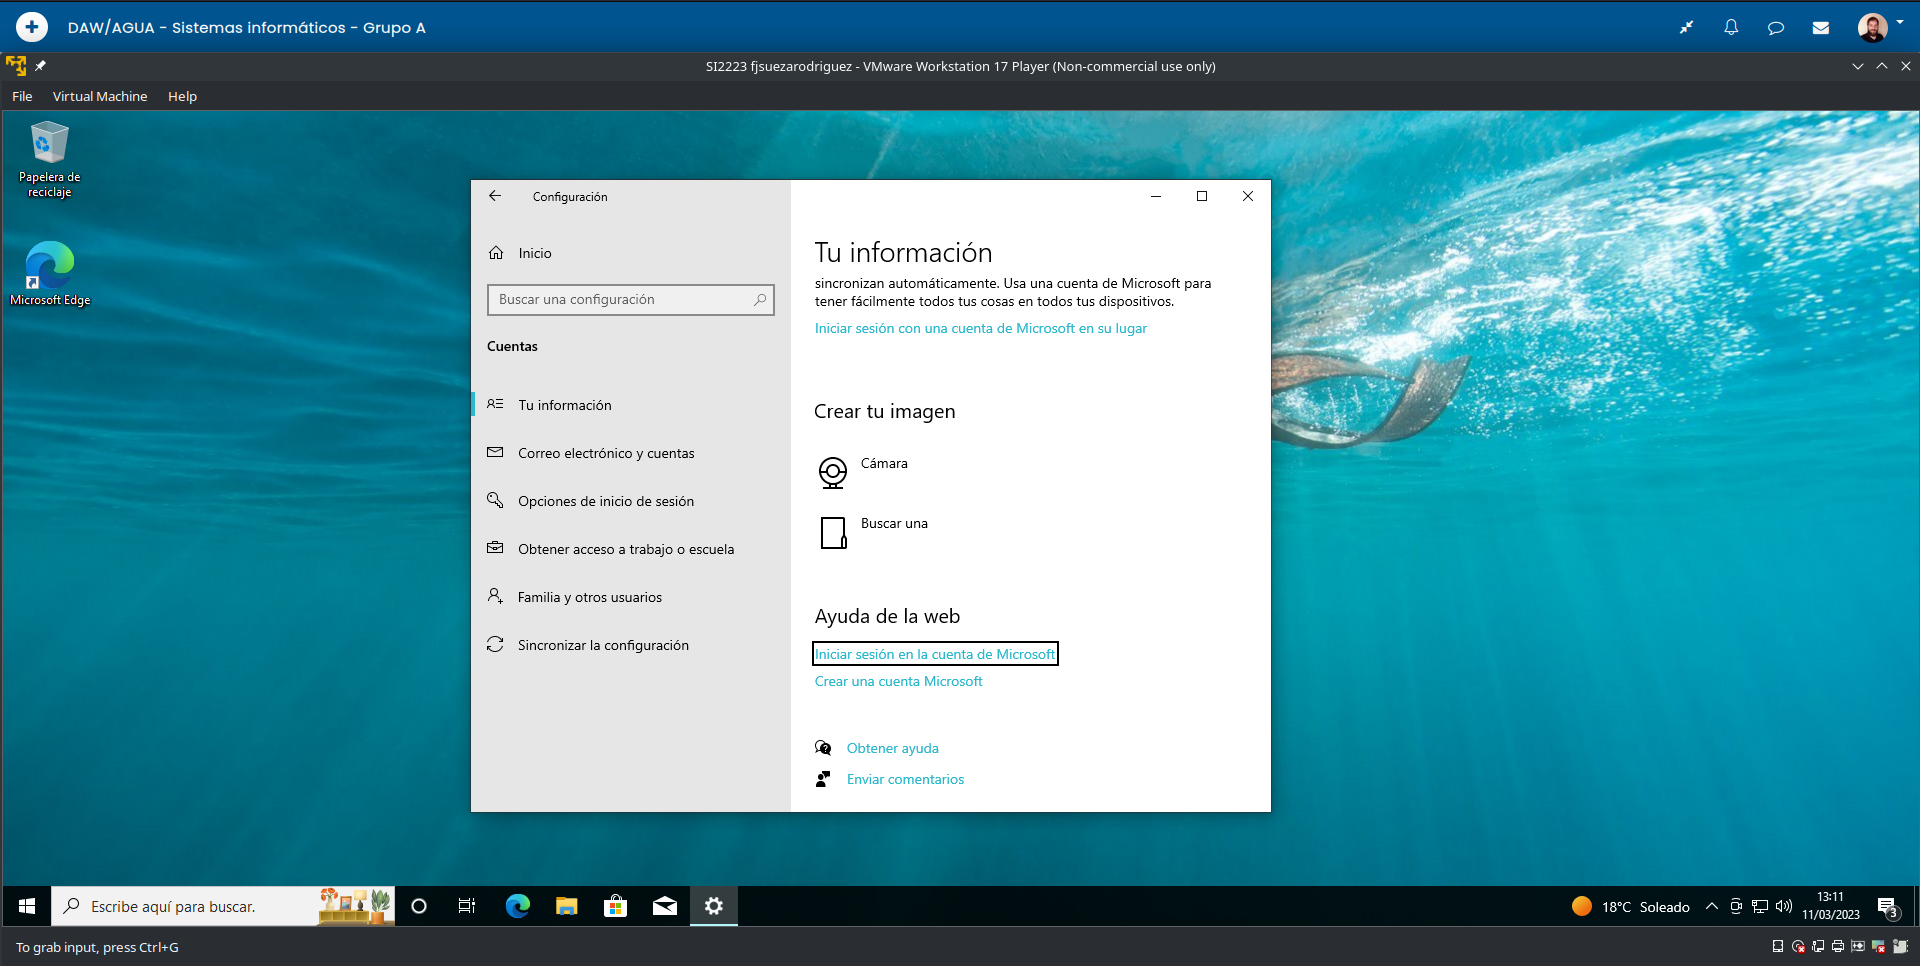 DAW/AGUA - Sistemas informáticos - Grupo A
SI2223 fjsuezarodriguez - VMware Workstation 17 Player (Non-commercial use only)
File Virtual Machine Help
Papelera de
reciclaje
Microsoft Edge
Configuración
Inicio
Buscar una configuración
Cuentas
Tu información
Correo electrónico y cuentas
Opciones de inicio de sesión
Obtener acceso a trabajo o escuela
Familia y otros usuarios
Sincronizar la configuración
Tu información
sincronizan automáticamente. Usa una cuenta de Microsoft para
tener fácilmente todos tus cosas en todos tus dispositivos.
Iniciar sesión con una cuenta de Microsoft en su lugar
Crear tu imagen
Cámara
Buscar una
Ayuda de la web
Iniciar sesión en la cuenta de Microsoft
Crear una cuenta Microsoft
Obtener ayuda
Enviar comentarios
Escribe aquí para buscar.
18°C Soleado
13:11
11/03/2023
3
To grab input, press Ctrl+G